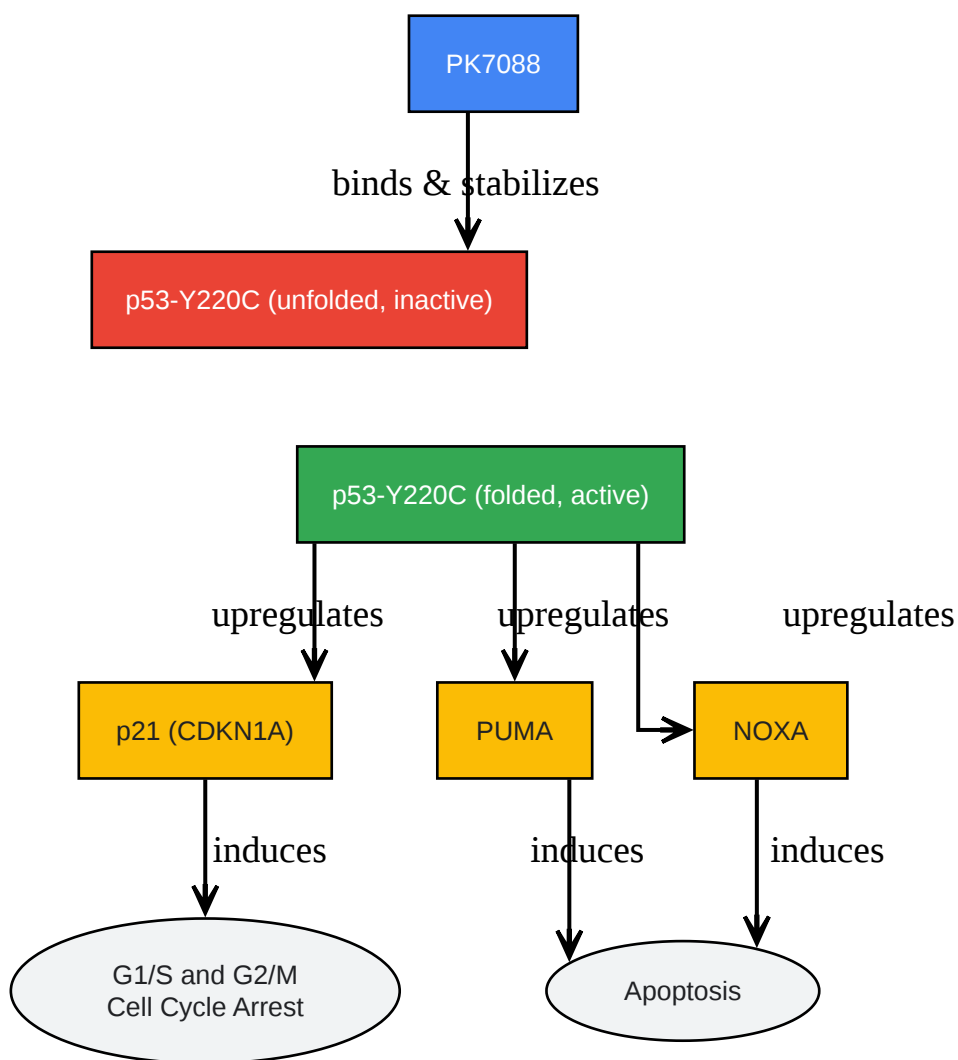 PK7088
binds & stabilizes
p53-Y220C (unfolded, inactive)
p53-Y220C (folded, active)
upregulates
upregulates
upregulates
p21 (CDKN1A)
PUMA
NOXA
induces
induces
induces
G1/S and G2/M
Cell Cycle Arrest
Apoptosis